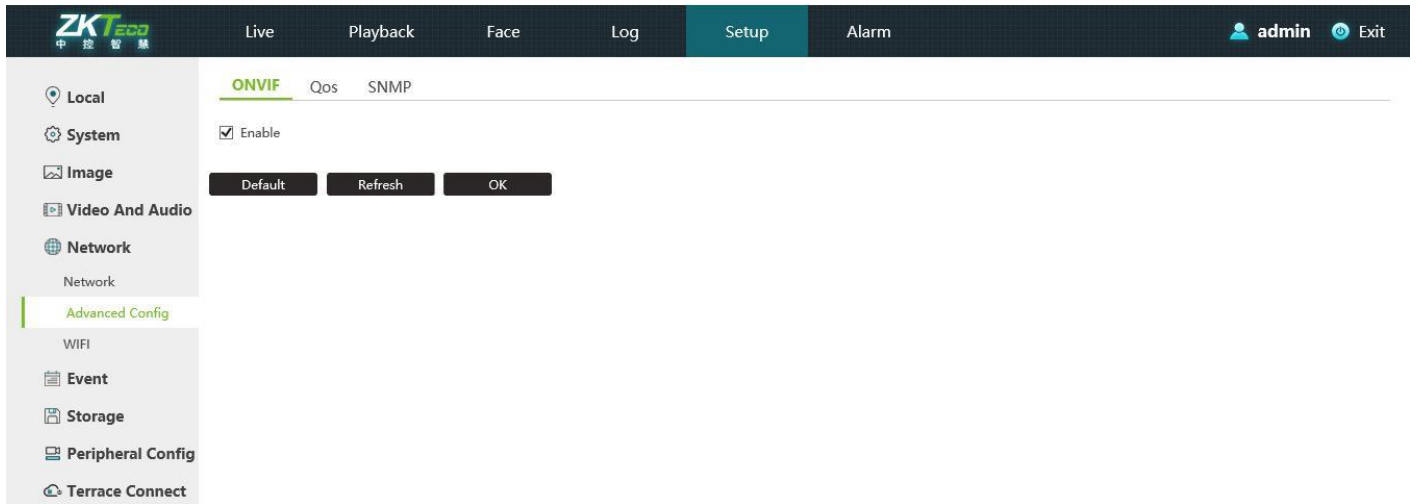 ZKTeco
中控智慧
Live Playback Face Log Setup Alarm admin Exit
ONVIF Qos SNMP
Enable
Default Refresh OK
Local
System
Image
Video And Audio
Network
Network
Advanced Config
WIFI
Event
Storage
Peripheral Config
Terrace Connect